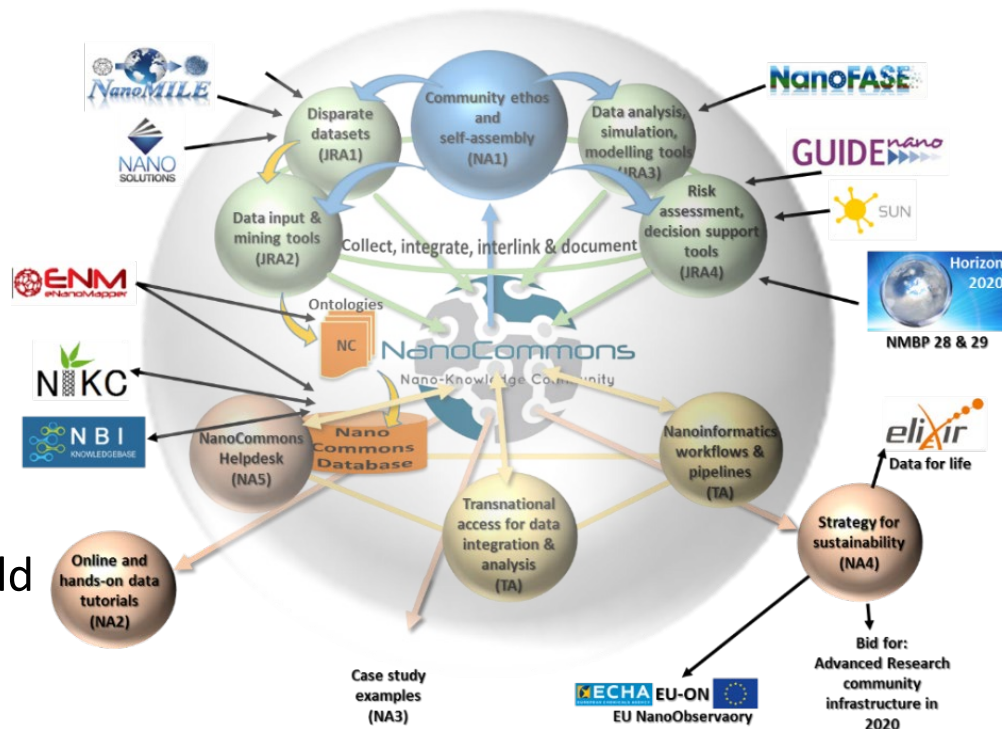 NanoMILE
NANO
SOLUTIONS
Disparate
datasets
(JRA1)
Community ethos
and
self-assembly
(NA1)
Data analysis,
simulation,
modelling tools
(JRA3)
NanoFASE
GUIDEnano
SUN
Data input &
mining tools
(JRA2)
Collect, integrate, interlink & document
Risk
assessment,
decision support
tools
(JRA4)
Horizon
2020
NMBP 28 & 29
ENM
eNanoMapper
Ontologies
NC
NanoCommons
Nano-Knowledge Community
NIKC
NBI
KNOWLEDGEBASE
NanoCommons
Helpdesk
(NA5)
Nano
Commons
Database
Nanoinformatics
workflows &
pipelines
(TA)
elixir
Data for life
Transnational
access for data
integration &
analysis
(TA)
Strategy for
sustainability
(NA4)
ld
Online and
hands-on data
tutorials
(NA2)
Case study
examples
(NA3)
ECHA EU-ON
EUROPEAN CHEMICALS AGENCY
EU NanoObservaory
Bid for:
Advanced Research
community
infrastructure in
2020